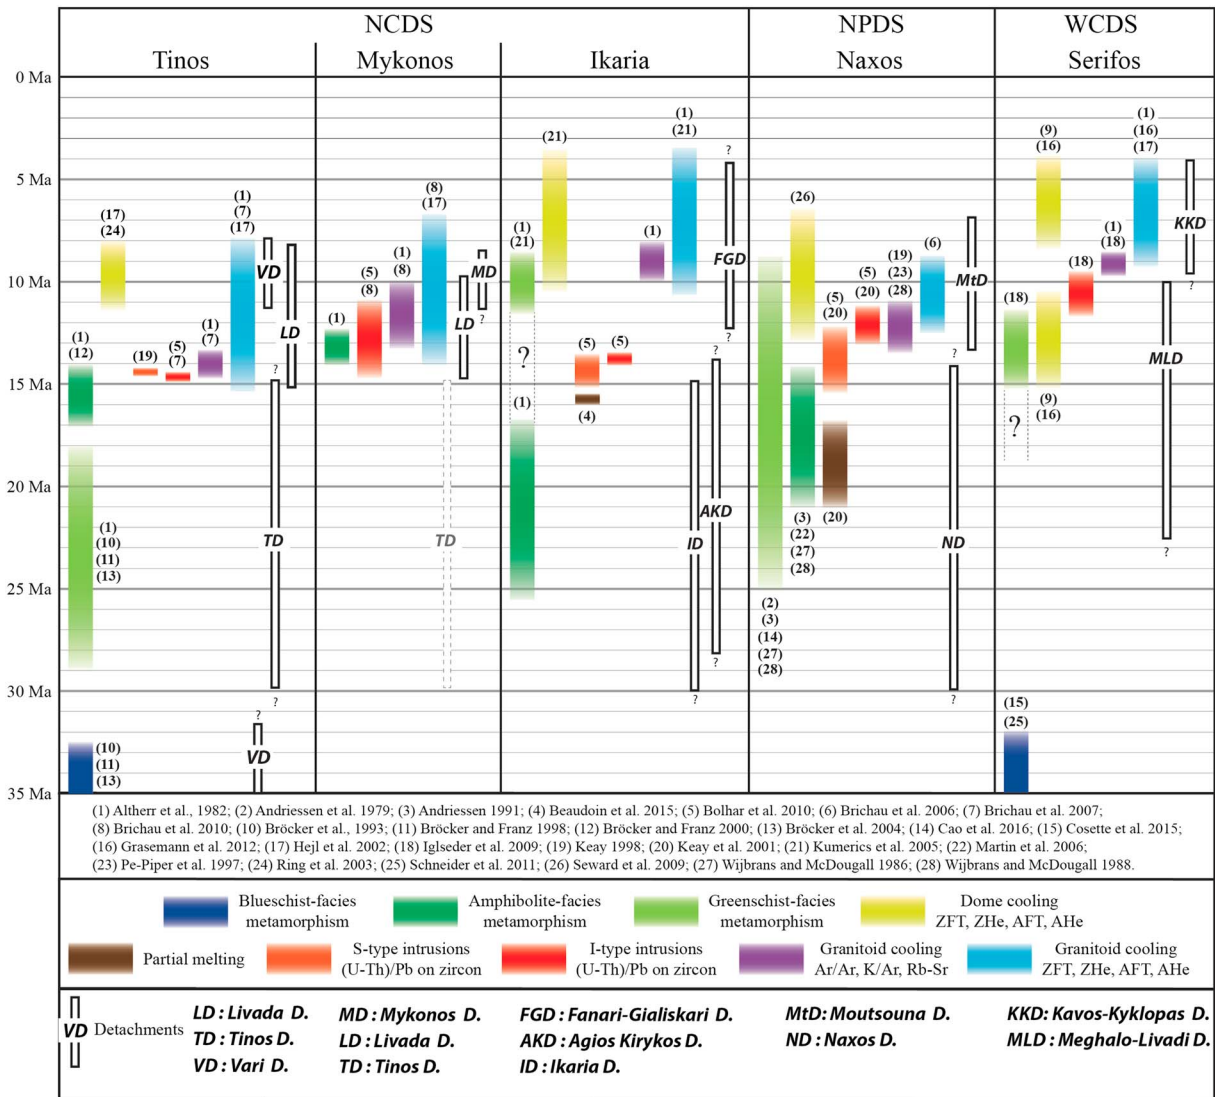 NCDS
NPDS
WCDS
Tinos
Mykonos
Ikaria
Naxos
Serifos
0 Ma
5 Ma
10 Ma
15 Ma
20 Ma
25 Ma
30 Ma
35 Ma
(17)
(24)
(1)
(7)
(17)
VD
LD
(1)
(12)
(19)
(5)
(7)
(1)
(7)
?
(1)
(10)
(11)
(13)
TD
?
?
(10)
(11)
(13)
VD
(8)
(17)
(1)
(8)
(5)
(8)
(1)
MD
?
LD
TD
(21)
(1)
(21)
(1)
(21)
(1)
?
FGD
?
?
(5)
(5)
(1)
(4)
?
AKD
ID
?
?
(26)
(6)
(19)
(23)
(28)
(5)
(20)
(5)
(20)
MtD
?
(3)
(22)
(27)
(28)
(20)
ND
(2)
(3)
(14)
(27)
(28)
?
(9)
(16)
(1)
(16)
(17)
(1)
(18)
(18)
(18)
KKD
?
MLD
(9)
(16)
?
?
(15)
(25)
(1) Altherr et al., 1982; (2) Andriessen et al. 1979; (3) Andriessen 1991; (4) Beaudoin et al. 2015; (5) Bolhar et al. 2010; (6) Brichau et al. 2006; (7) Brichau et al. 2007;
(8) Brichau et al. 2010; (10) Bröcker et al., 1993; (11) Bröcker and Franz 1998; (12) Bröcker and Franz 2000; (13) Bröcker et al. 2004; (14) Cao et al. 2016; (15) Cosette et al. 2015;
(16) Grasemann et al. 2012; (17) Hejl et al. 2002; (18) Iglseder et al. 2009; (19) Keay 1998; (20) Keay et al. 2001; (21) Kumerics et al. 2005; (22) Martin et al. 2006;
(23) Pe-Piper et al. 1997; (24) Ring et al. 2003; (25) Schneider et al. 2011; (26) Seward et al. 2009; (27) Wijbrans and McDougall 1986; (28) Wijbrans and McDougall 1988.
Blueschist-facies
metamorphism
Amphibolite-facies
metamorphism
Greenschist-facies
metamorphism
Dome cooling
ZFT, ZHe, AFT, AHe
Partial melting
S-type intrusions
(U-Th)/Pb on zircon
I-type intrusions
(U-Th)/Pb on zircon
Granitoid cooling
Ar/Ar, K/Ar, Rb-Sr
Granitoid cooling
ZFT, ZHe, AFT, AHe
VD
Detachments
LD : Livada D.
TD : Tinos D.
VD : Vari D.
MD : Mykonos D.
LD : Livada D.
TD : Tinos D.
FGD : Fanari-Gialiskari D.
AKD : Agios Kirykos D.
ID : Ikaria D.
MtD: Moutsouna D.
ND : Naxos D.
KKD: Kavos-Kyklopas D.
MLD: Meghalo-Livadi D.